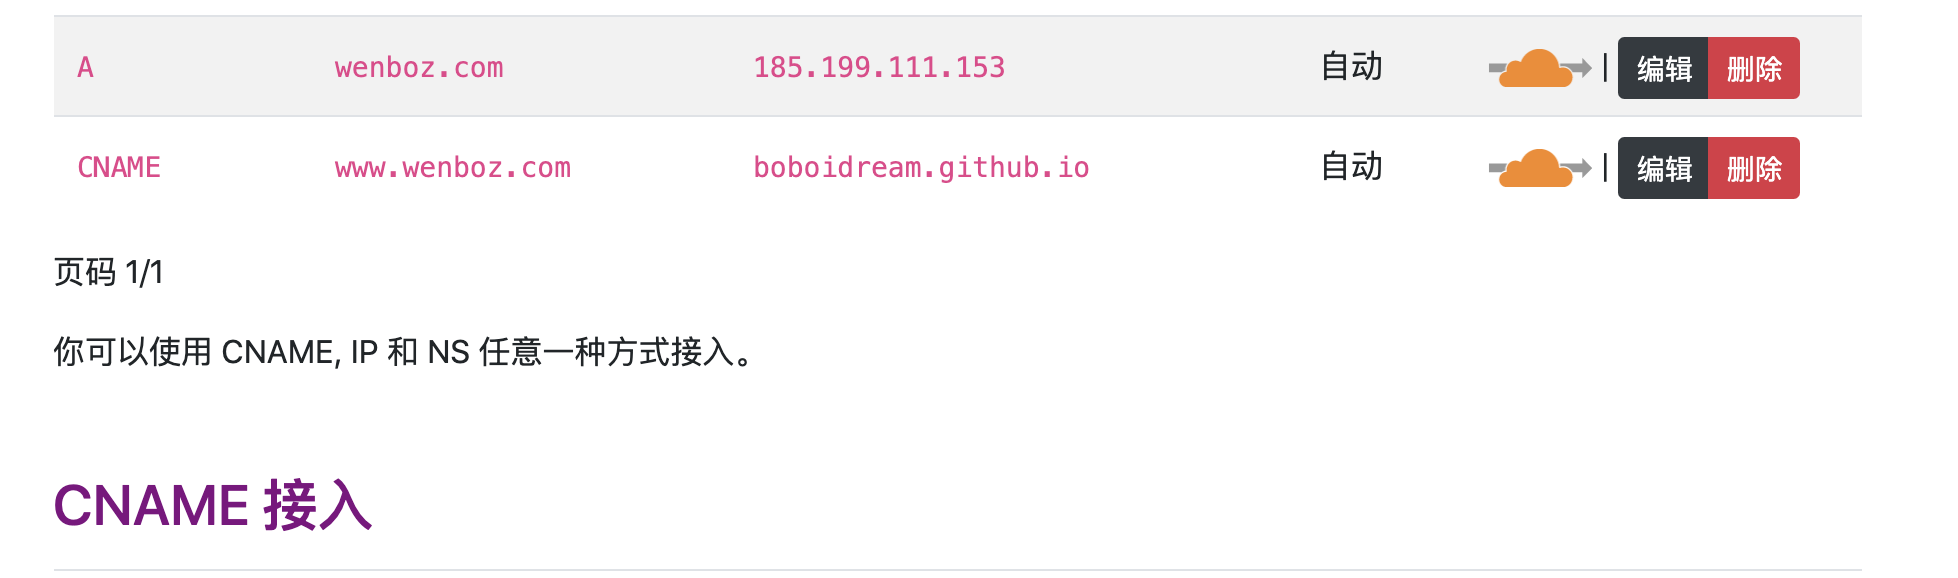 A wenboz.com 185.199.111.153 自动 | 编辑 删除
CNAME www.wenboz.com boboidream.github.io 自动 | 编辑 删除
页码 1/1
你可以使用 CNAME, IP 和 NS 任意一种方式接入。
CNAME 接入